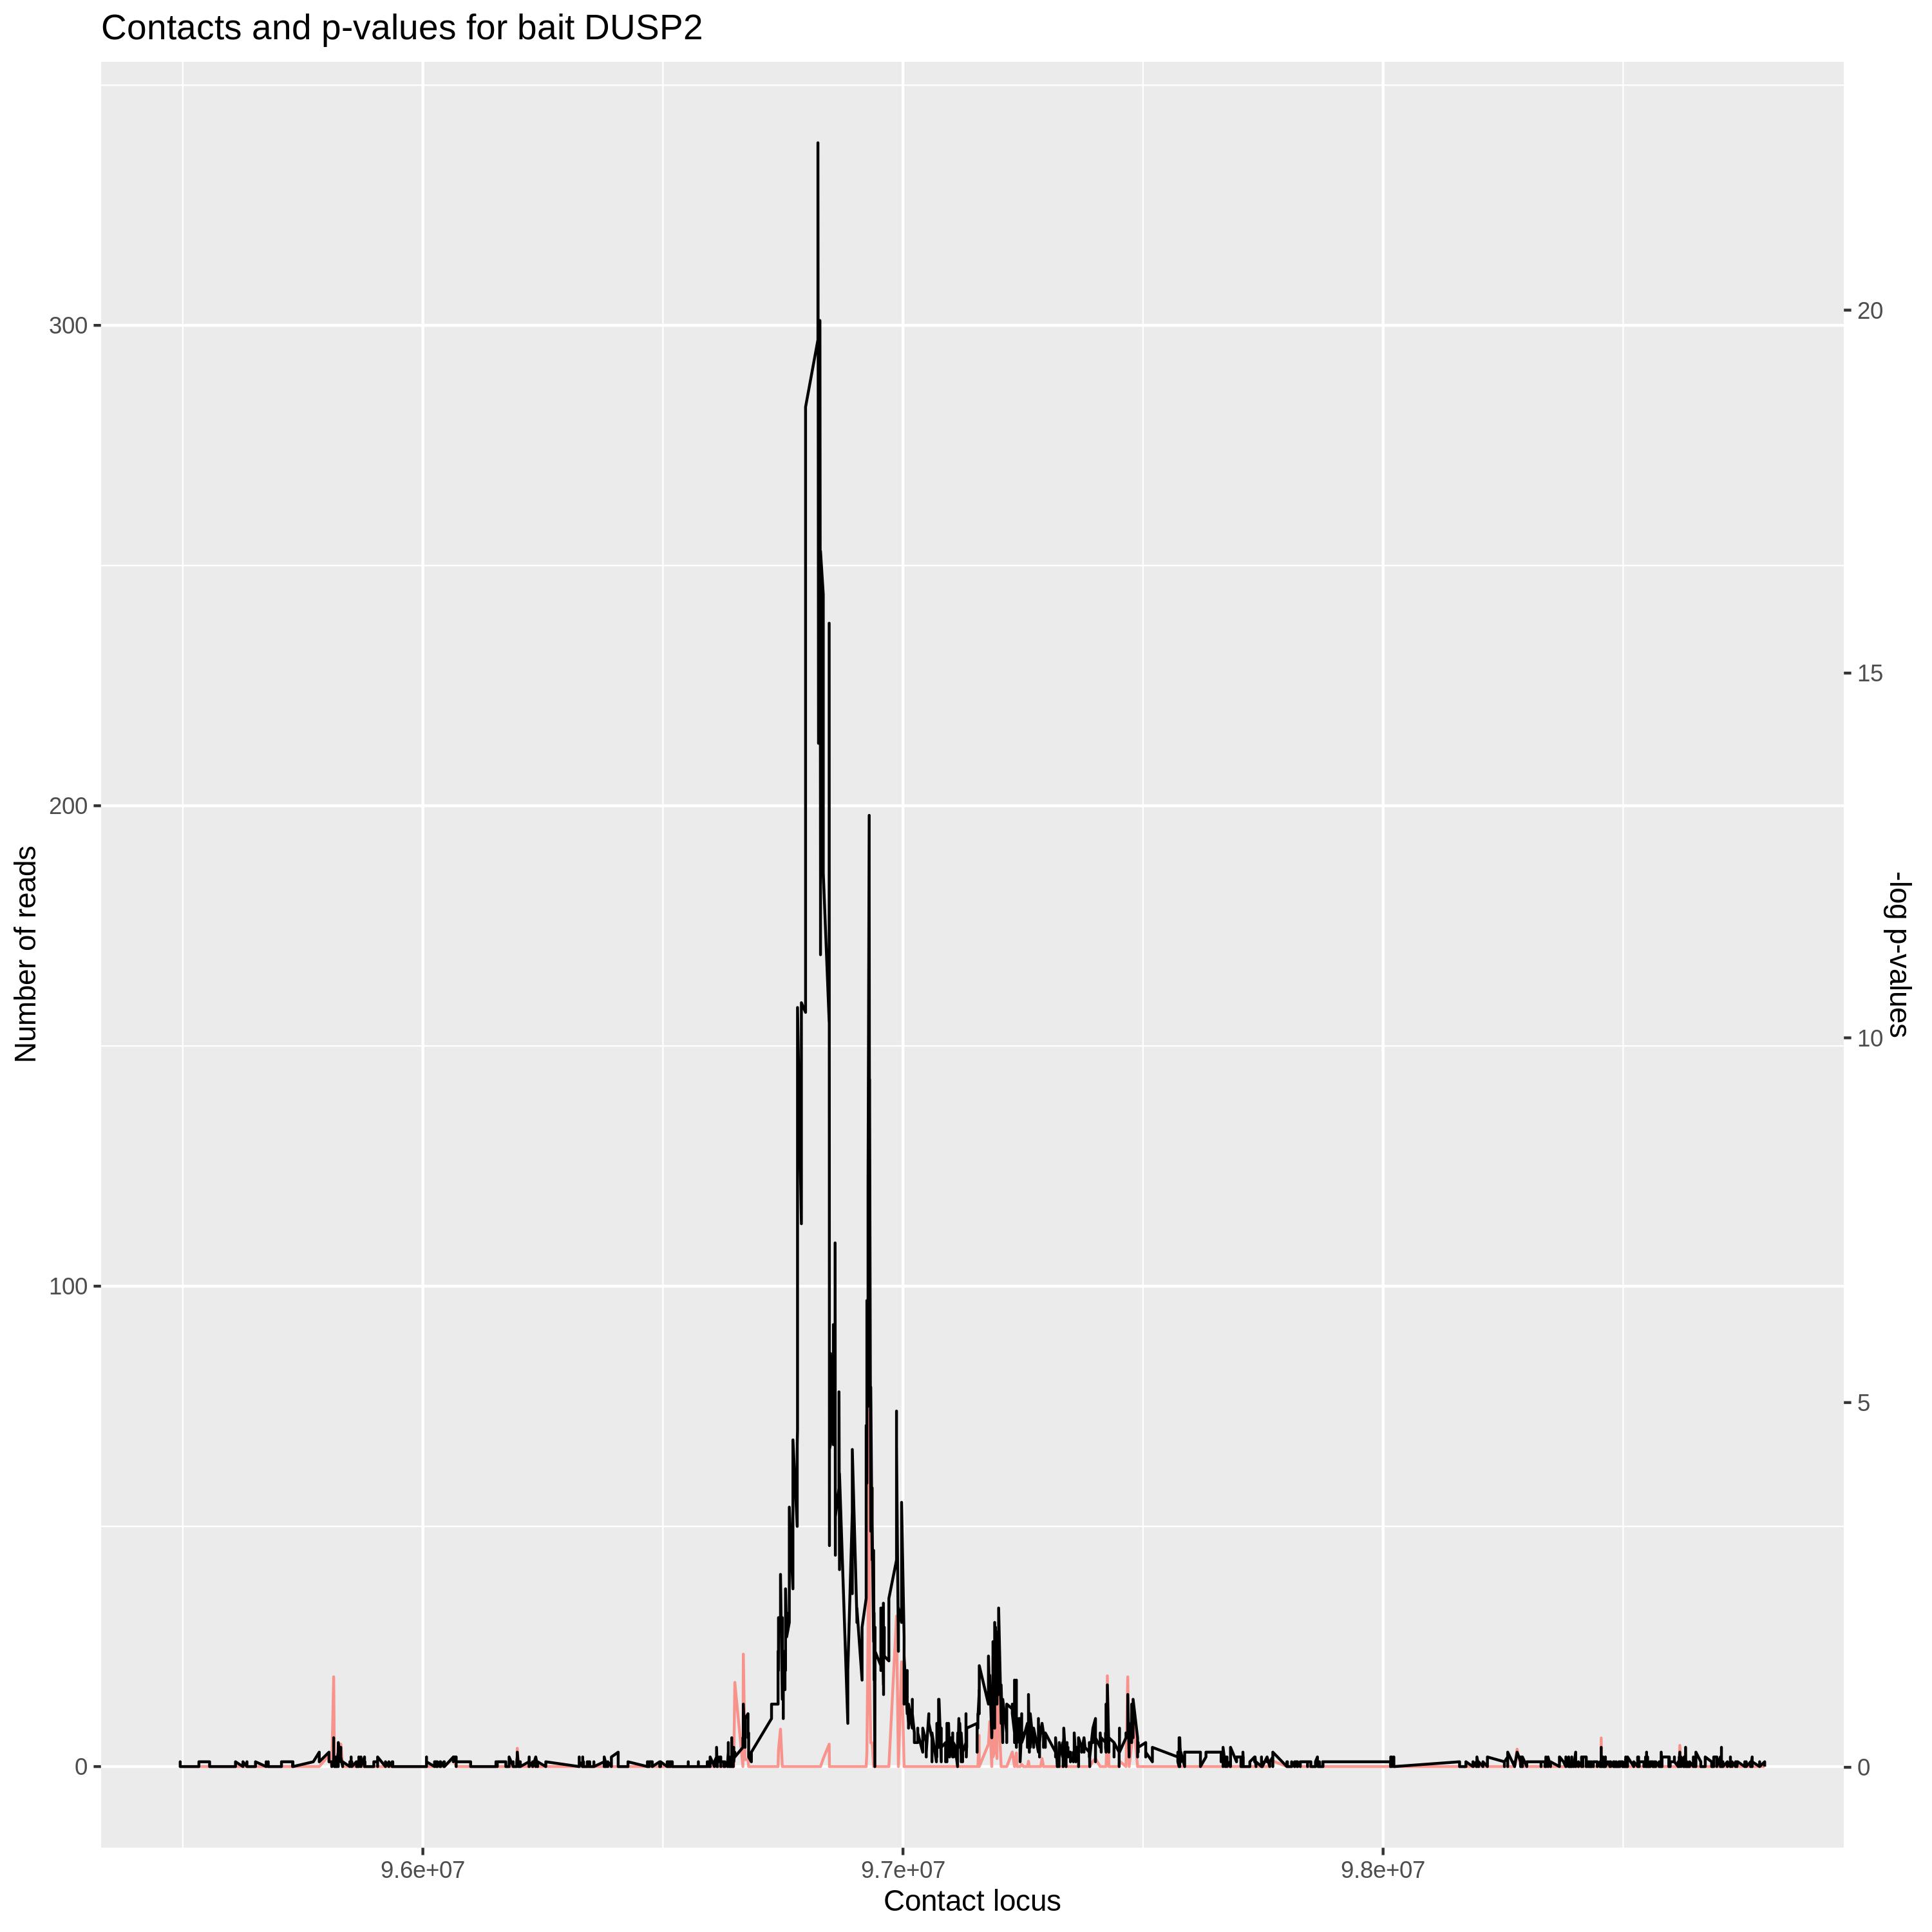 Contacts and p-values for bait DUSP2
Number of reads
300
200
100
0
20
15
10
5
0
-log p-values
9.6e+07
9.7e+07
9.8e+07
Contact locus